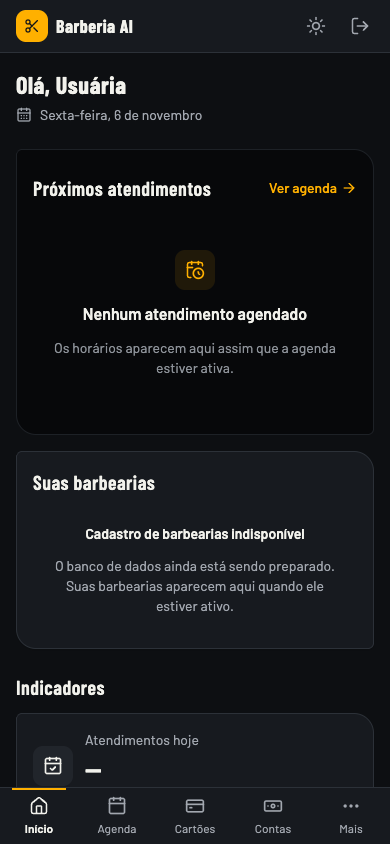 Barberia AI
Olá, Usuária
Sexta-feira, 6 de novembro
Próximos atendimentos
Ver agenda
Nenhum atendimento agendado
Os horários aparecem aqui assim que a agenda
estiver ativa.
Suas barbearias
Cadastro de barbearias indisponível
O banco de dados ainda está sendo preparado.
Suas barbearias aparecem aqui quando ele
estiver ativo.
Indicadores
Atendimentos hoje
—
Início
Agenda
Cartões
Contas
Mais